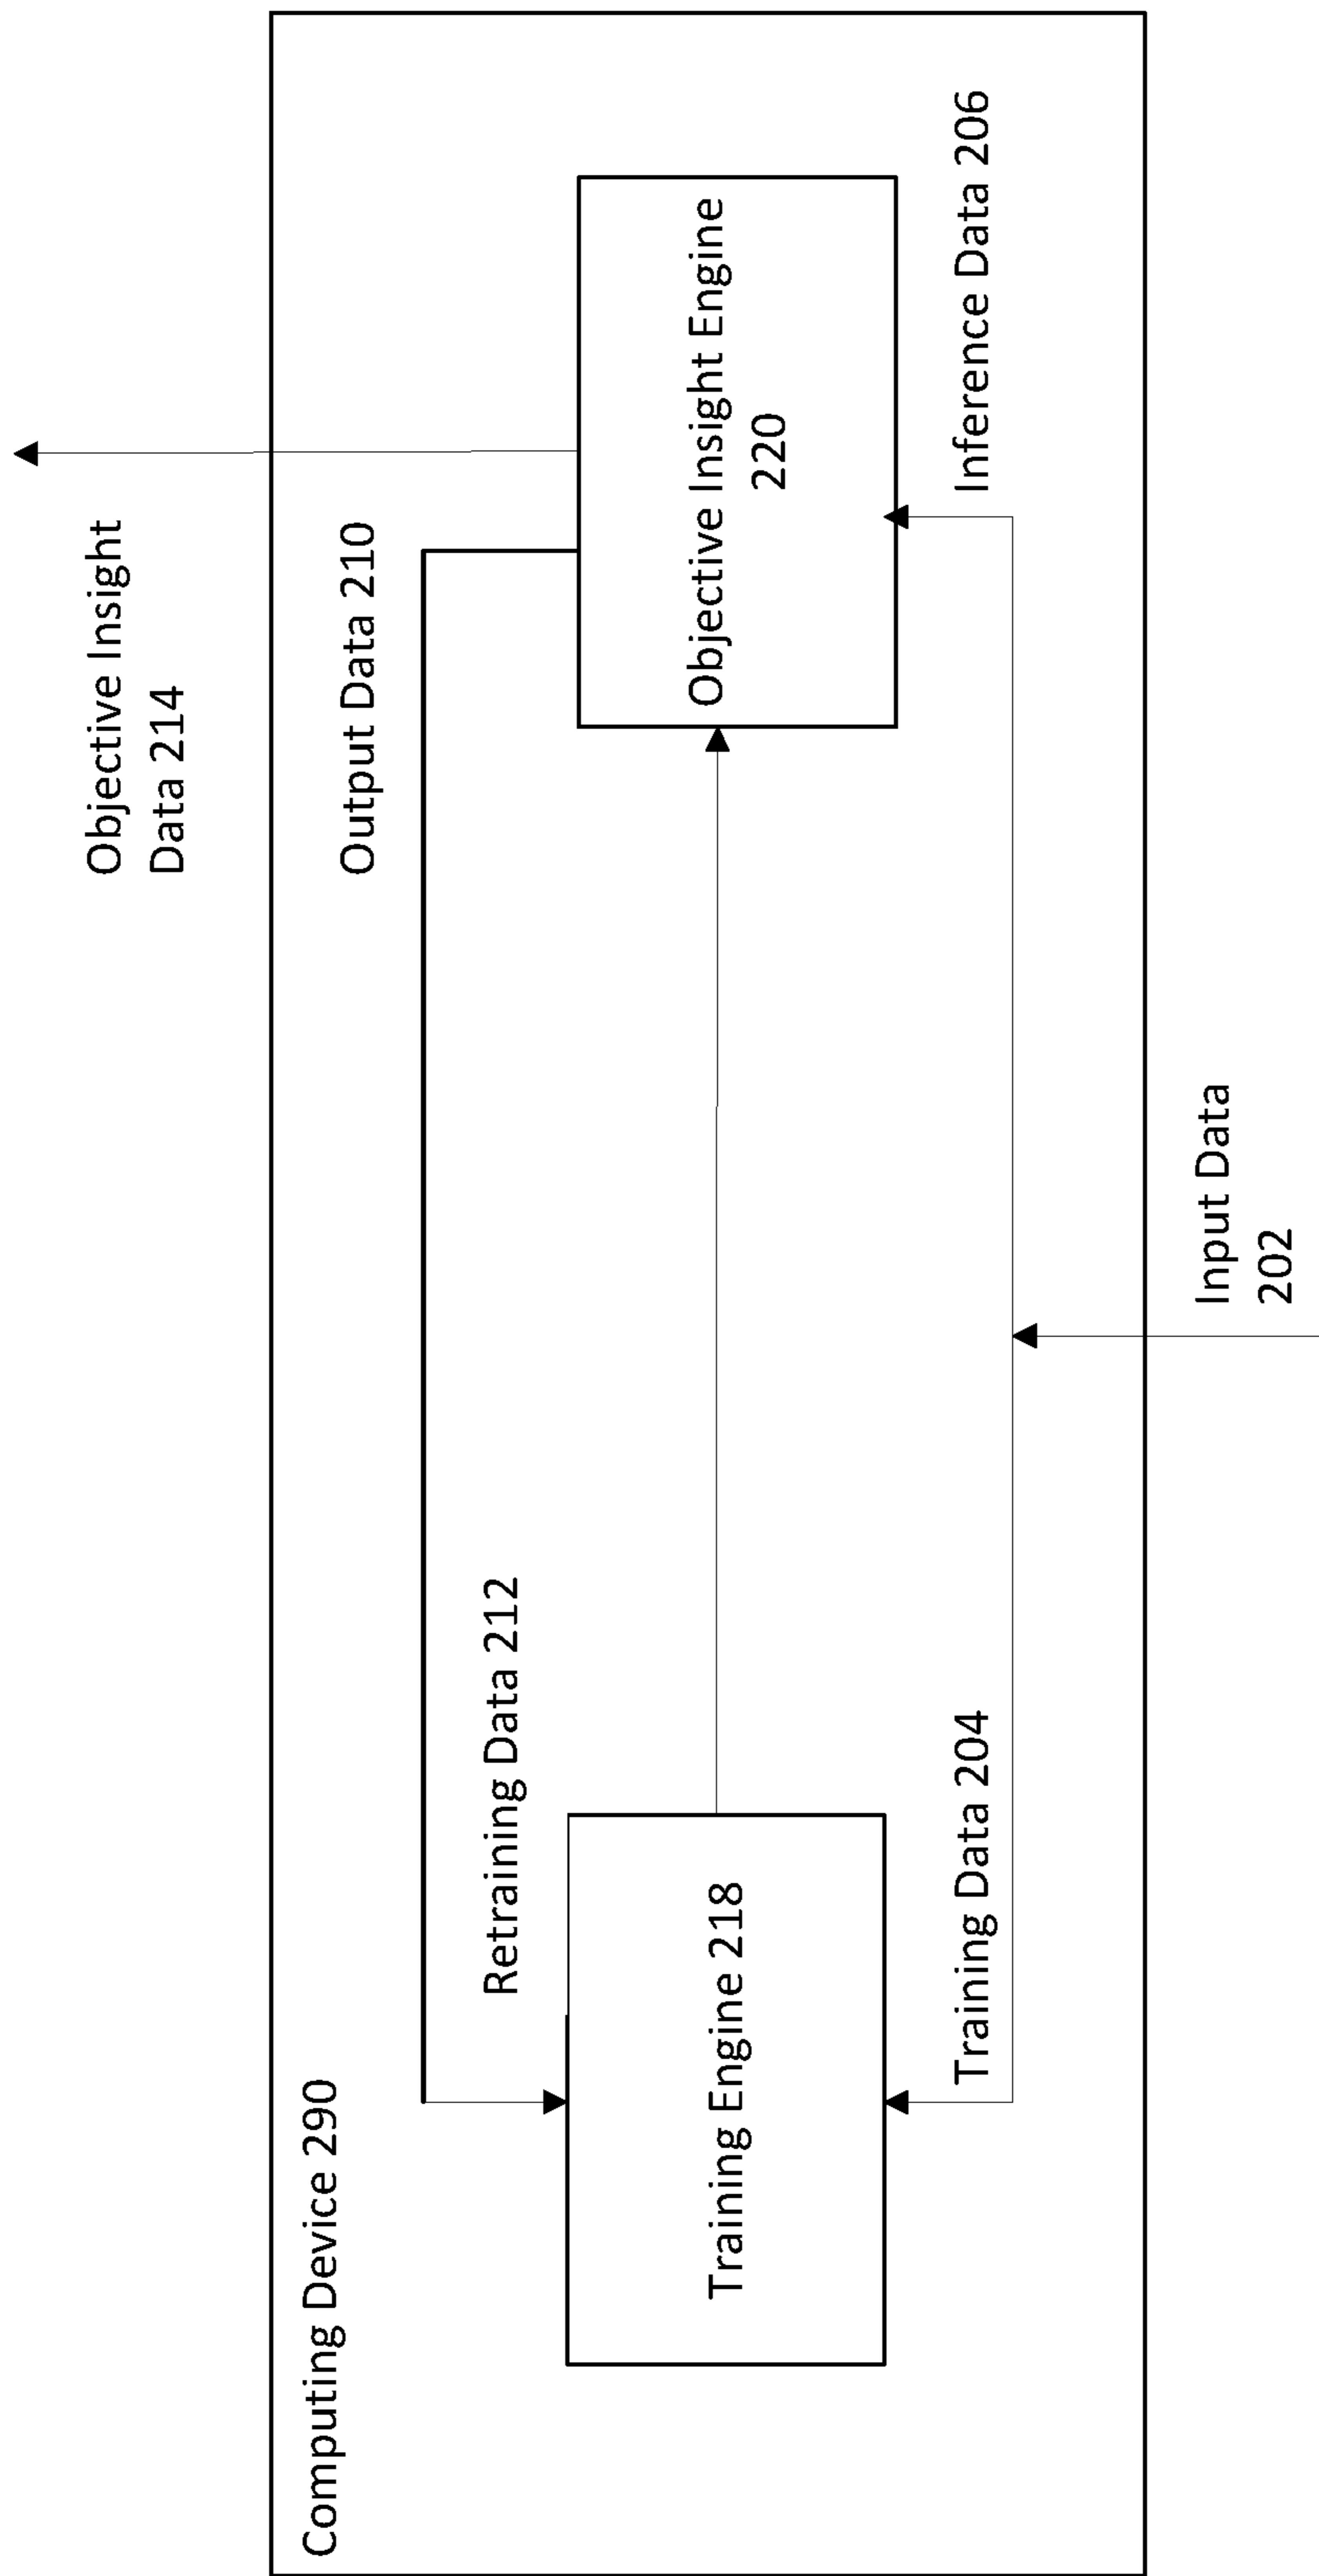 Objective Insight
Data 214
Computing Device 290
Output Data 210
Retraining Data 212
Training Engine 218
Objective Insight Engine
220
Training Data 204
Inference Data 206
Input Data
202